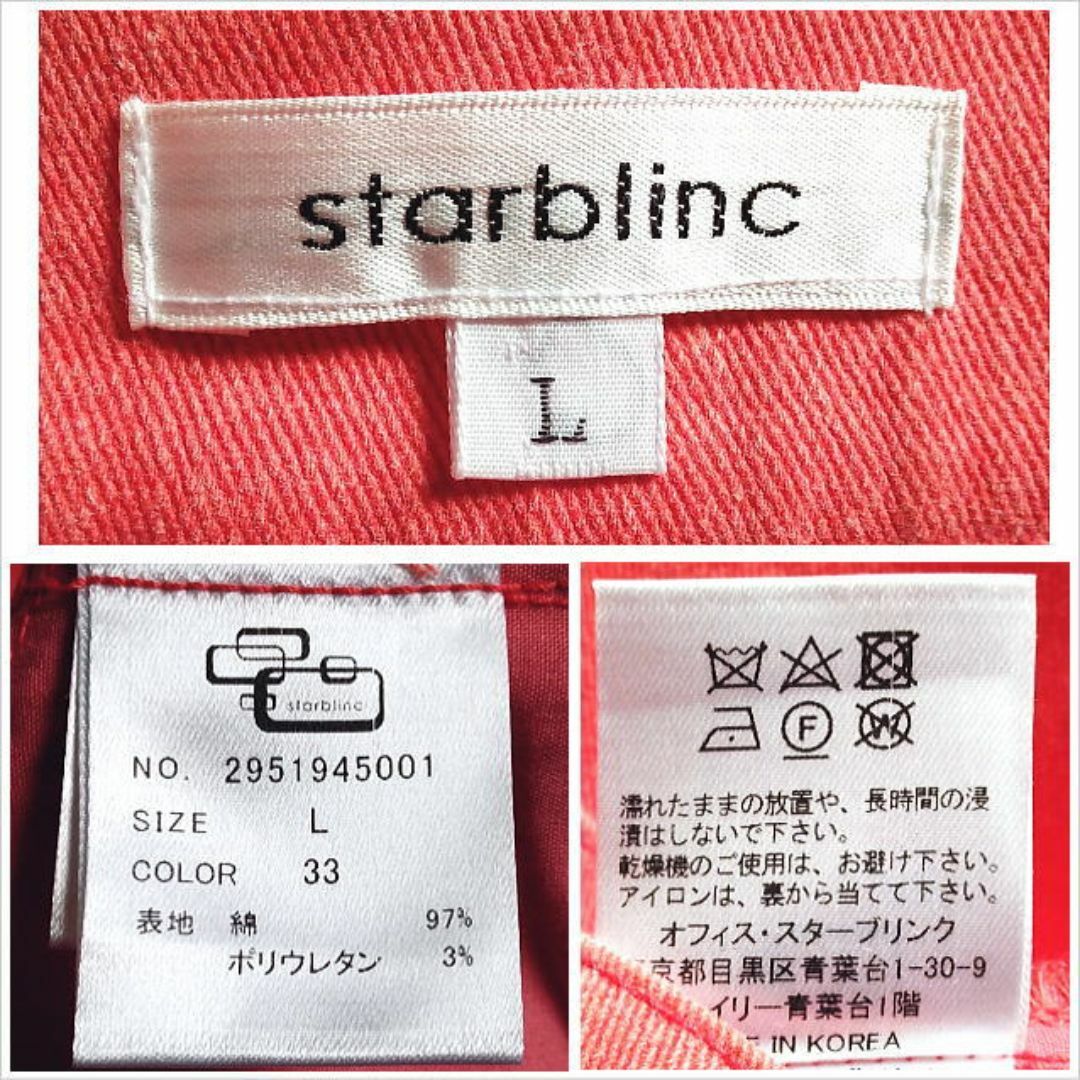 starblinc
L
starblinc
NO. 2951945001
SIZE L
COLOR 33
表地 綿 97%
ポリウレタン 3%
F
W
濡れたままの放置や、長時間の浸
漬はしないで下さい。
乾燥機のご使用は、お避け下さい。
アイロンは、裏から当てて下さい。
オフィス・スターブリンク
京都目黒区青葉台1-30-9
イリー青葉台1階
IN KOREA